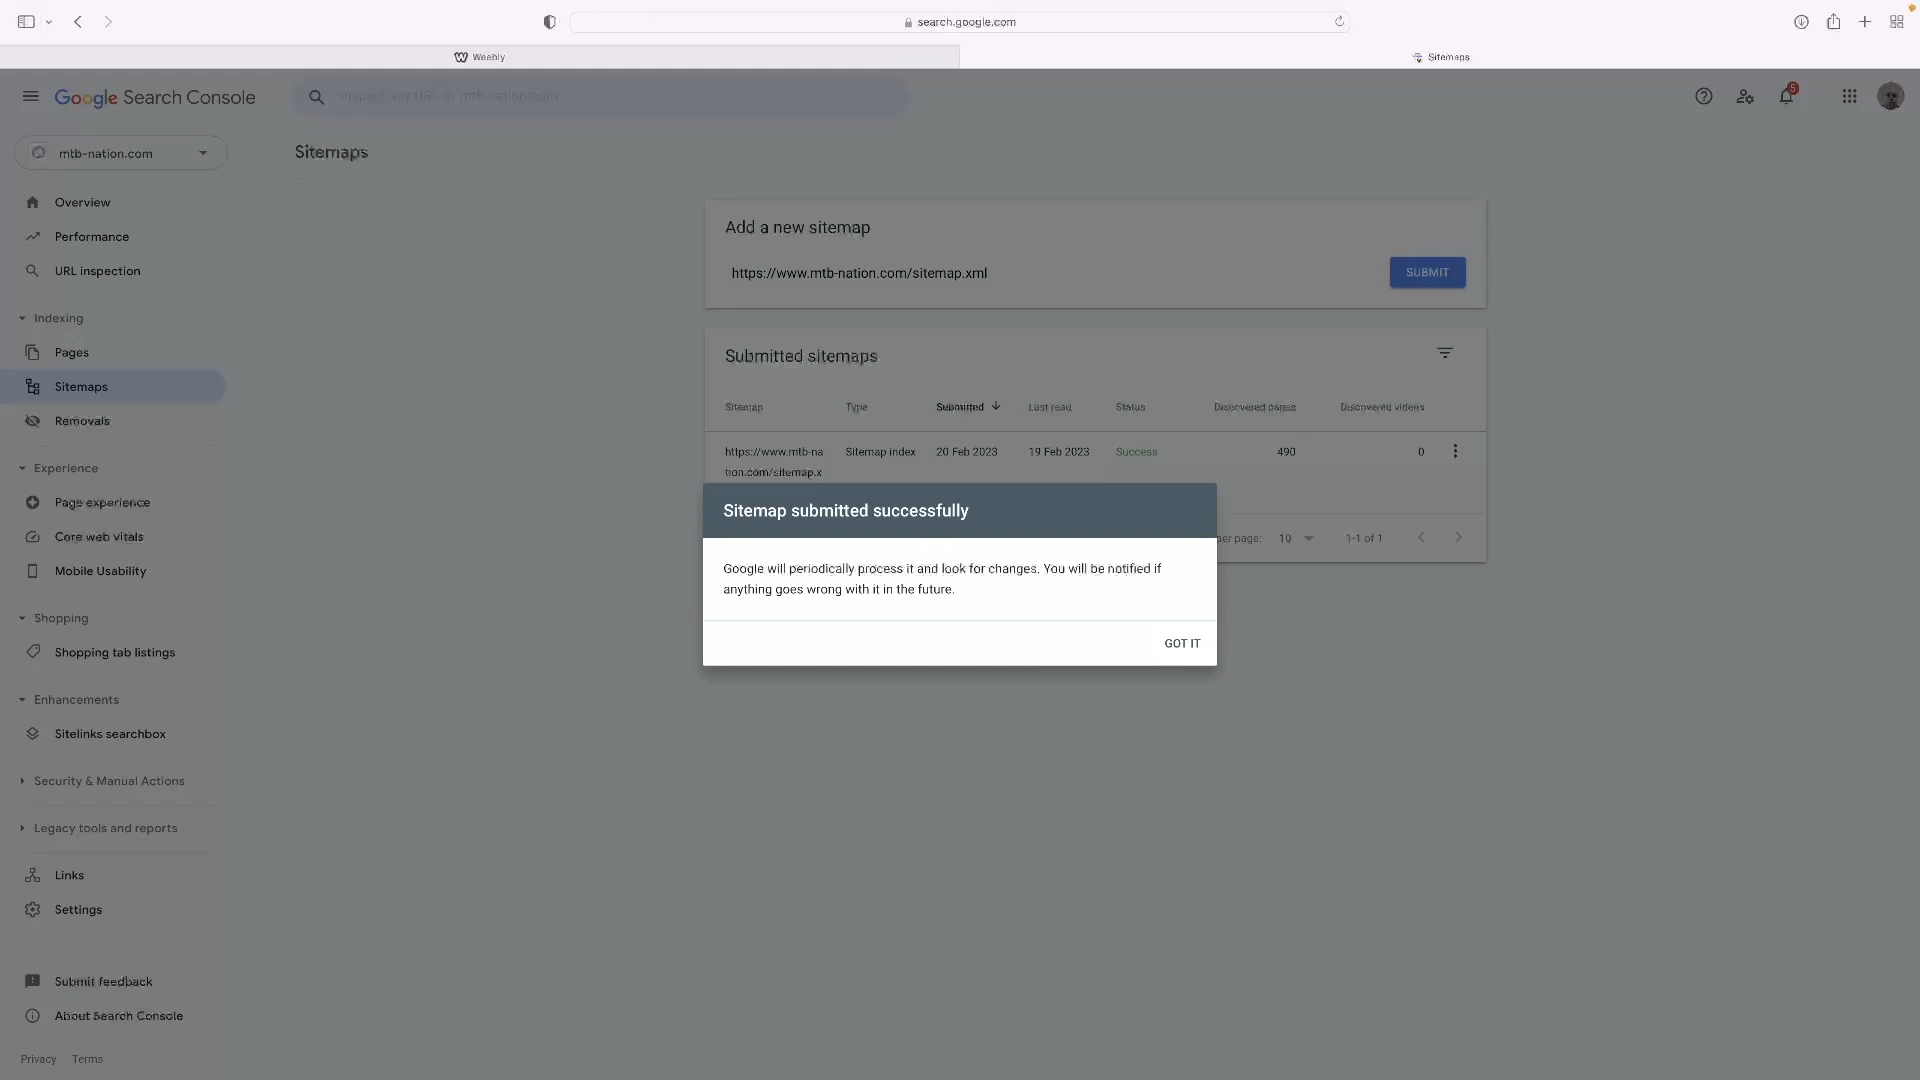 search.google.com
Weebly
Sitemaps
Google Search Console
Inspect any URL in "mtb-nation.com"
5
mtb-nation.com
Sitemaps
Overview
Performance
URL inspection
Indexing
Pages
Sitemaps
Removals
Experience
Page experience
Core web vitals
Mobile Usability
Shopping
Shopping tab listings
Enhancements
Sitelinks searchbox
Security & Manual Actions
Legacy tools and reports
Links
Settings
Submit feedback
About Search Console
Privacy Terms
Add a new sitemap
https://www.mtb-nation.com/sitemap.xml
SUBMIT
Submitted sitemaps
Sitemap Type Submitted Last read Status Discovered pages Discovered videos
https://www.mtb-na Sitemap index 20 Feb 2023 19 Feb 2023 Success 490 0
tion.com/sitemap.x
per page: 10 1-1 of 1
Sitemap submitted successfully
Google will periodically process it and look for changes. You will be notified if
anything goes wrong with it in the future.
GOT IT